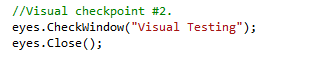 //Visual checkpoint #2.
eyes.CheckWindow("Visual Testing");
eyes.Close();